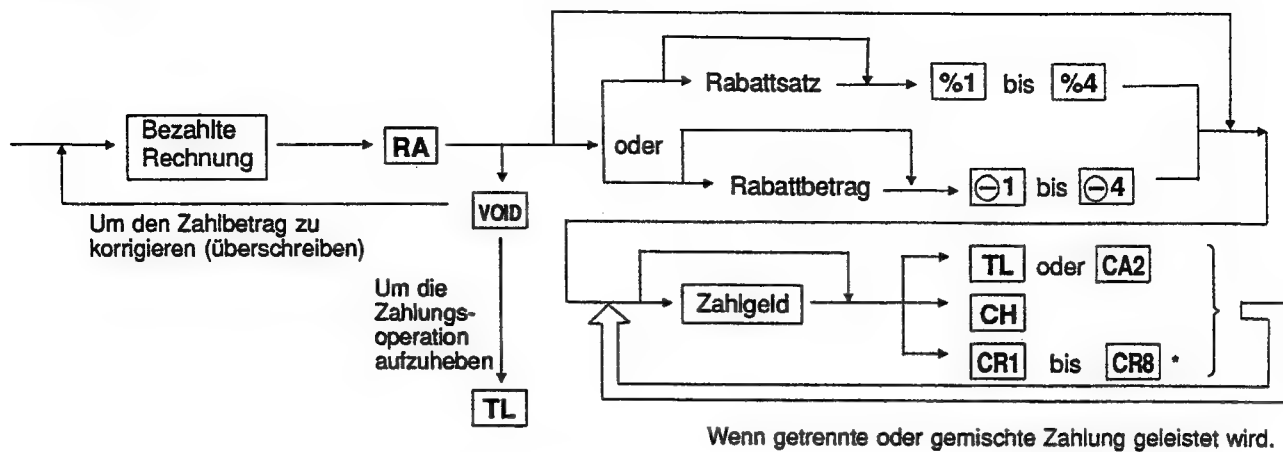 Rabattsatz %1 bis %4
Bezahlte
Rechnung
RA
oder
Rabattbetrag ⊖1 bis ⊖4
VOID
Um den Zahlbetrag zu
korrigieren (überschreiben)
Um die
Zahlungs-
operation
aufzuheben
TL
Zahlgeld
TL oder CA2
CH
CR1 bis CR8 *
Wenn getrennte oder gemischte Zahlung geleistet wird.